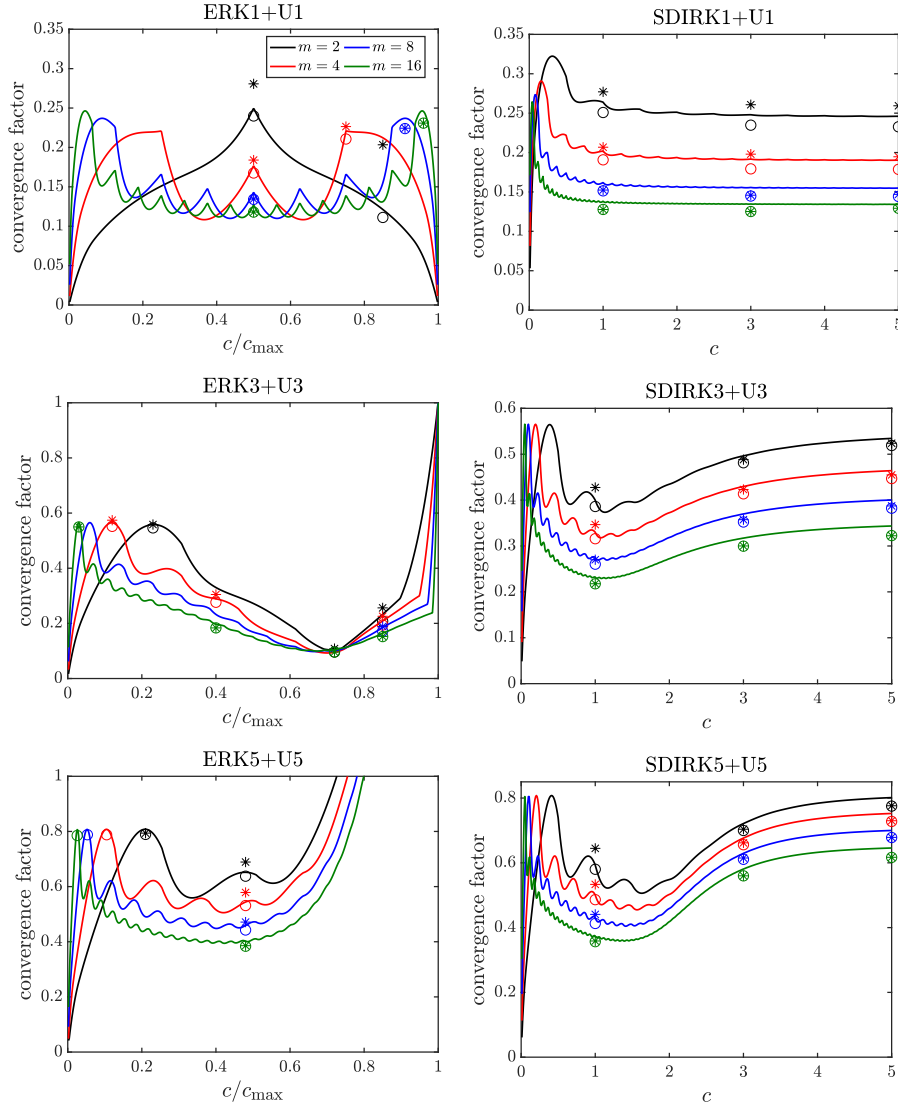 ERK1+U1
0.35
0.3
0.25
0.2
0.15
0.1
0.05
0
convergence factor
m = 2
m = 4
m = 8
m = 16
0 0.2 0.4 0.6 0.8 1
c/c_max
SDIRK1+U1
0.35
0.3
0.25
0.2
0.15
0.1
0.05
0
convergence factor
0 1 2 3 4 5
c
ERK3+U3
1
0.8
0.6
0.4
0.2
0
convergence factor
0 0.2 0.4 0.6 0.8 1
c/c_max
SDIRK3+U3
0.6
0.5
0.4
0.3
0.2
0.1
0
convergence factor
0 1 2 3 4 5
c
ERK5+U5
1
0.8
0.6
0.4
0.2
0
convergence factor
0 0.2 0.4 0.6 0.8 1
c/c_max
SDIRK5+U5
0.8
0.6
0.4
0.2
0
convergence factor
0 1 2 3 4 5
c